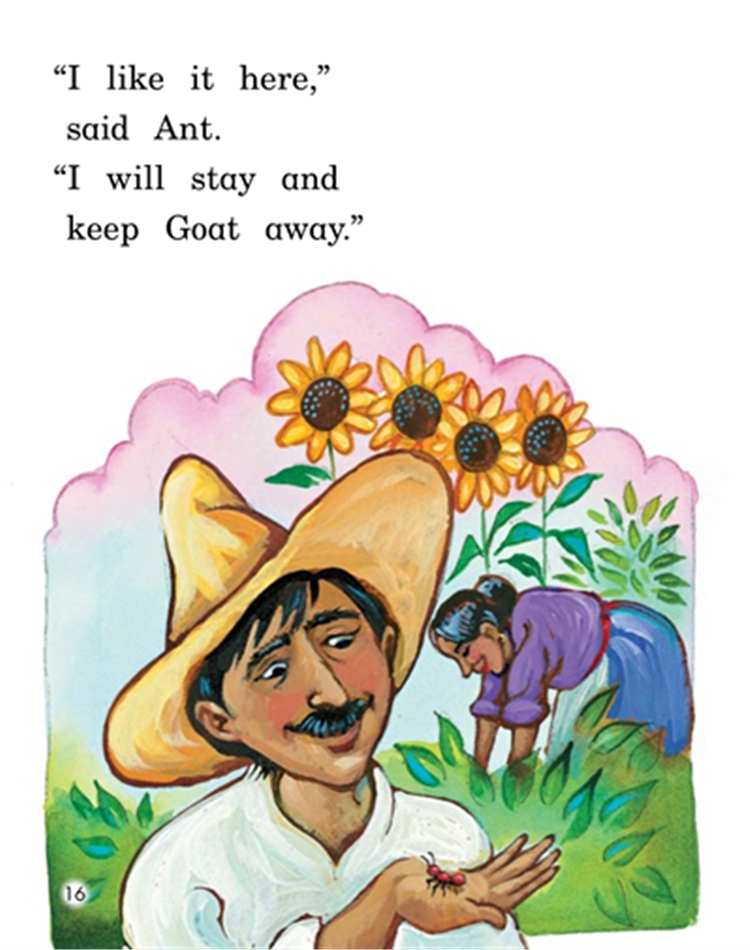 “I like it here,”
said Ant.
“I will stay and
keep Goat away.”
16